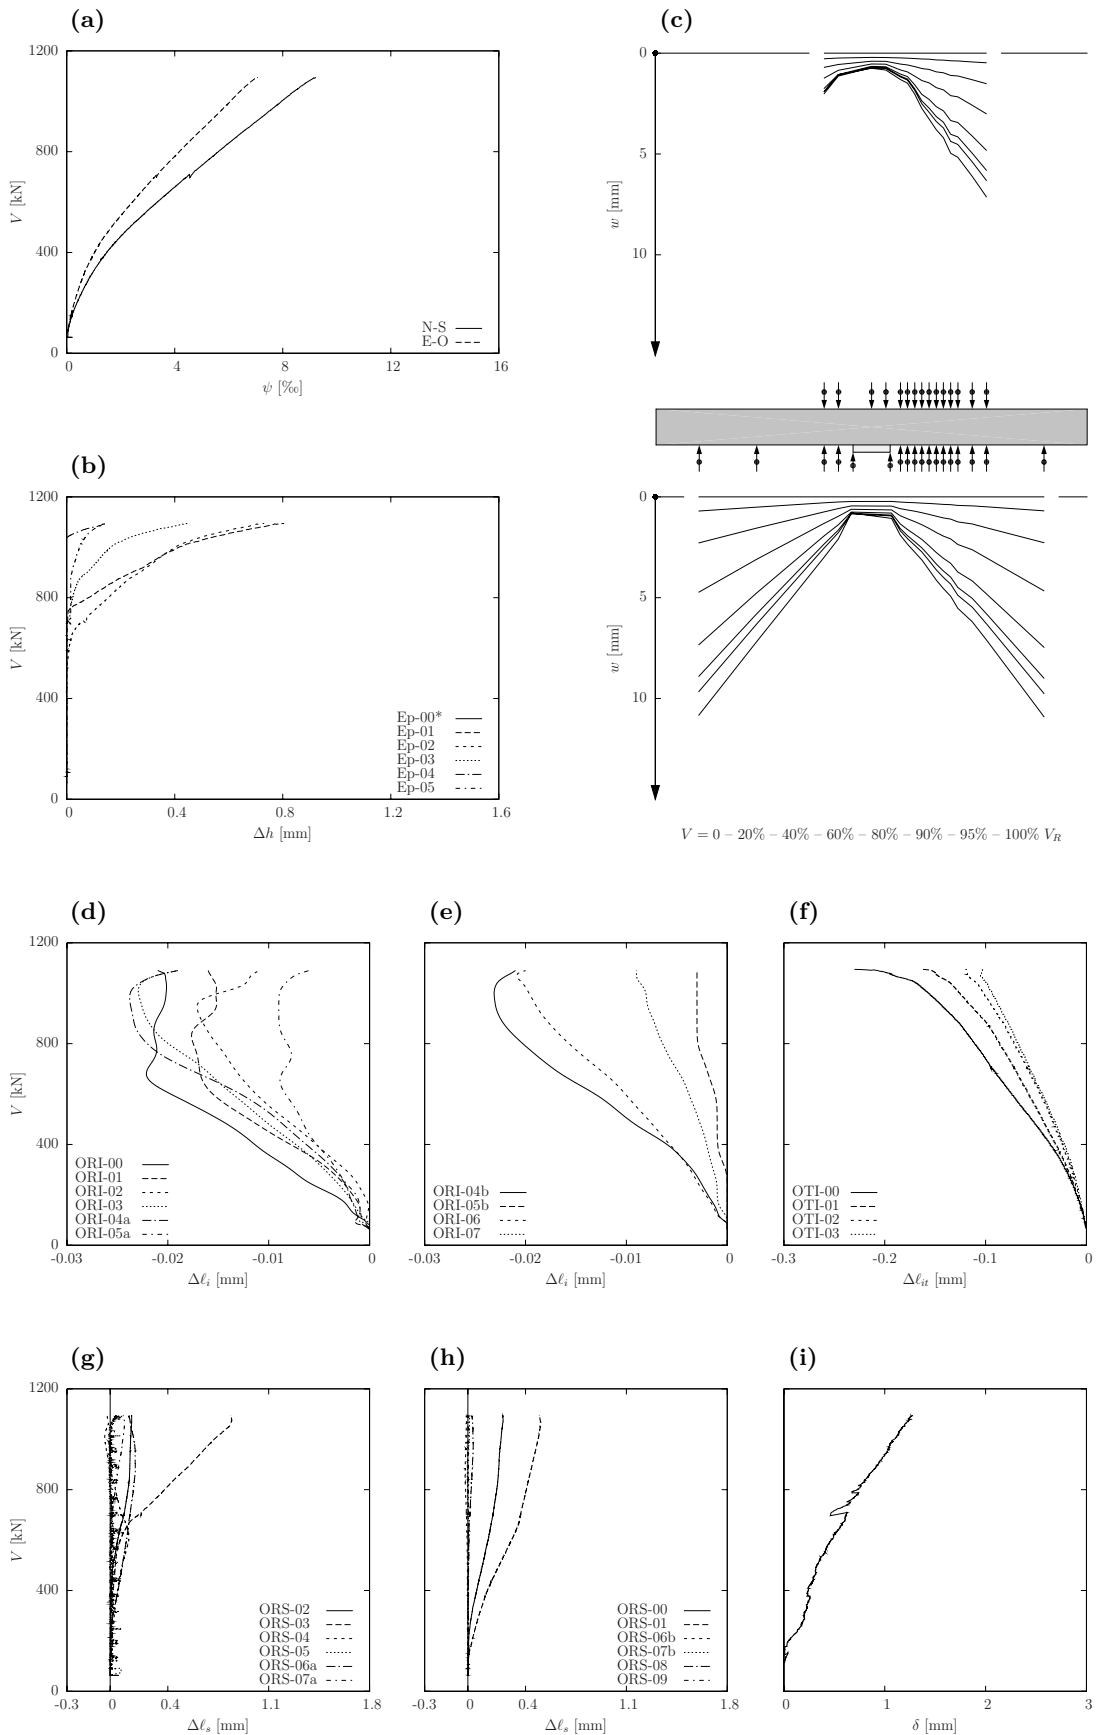 (a)
1200
800
400
0
V [kN]
N-S
E-O
0 4 8 12 16
ψ [‰]
(b)
1200
800
400
0
V [kN]
Ep-00*
Ep-01
Ep-02
Ep-03
Ep-04
Ep-05
0 0.4 0.8 1.2 1.6
Δh [mm]
(c)
0
5
10
w [mm]
0
5
10
w [mm]
V = 0 – 20% – 40% – 60% – 80% – 90% – 95% – 100% V_R
(d)
1200
800
400
0
V [kN]
ORI-00
ORI-01
ORI-02
ORI-03
ORI-04a
ORI-05a
-0.03 -0.02 -0.01 0
Δℓ_i [mm]
(e)
ORI-04b
ORI-05b
ORI-06
ORI-07
-0.03 -0.02 -0.01 0
Δℓ_i [mm]
(f)
OTI-00
OTI-01
OTI-02
OTI-03
-0.3 -0.2 -0.1 0
Δℓ_it [mm]
(g)
1200
800
400
0
V [kN]
ORS-02
ORS-03
ORS-04
ORS-05
ORS-06a
ORS-07a
-0.3 0 0.4 1.1 1.8
Δℓ_s [mm]
(h)
ORS-00
ORS-01
ORS-06b
ORS-07b
ORS-08
ORS-09
-0.3 0 0.4 1.1 1.8
Δℓ_s [mm]
(i)
0 1 2 3
δ [mm]